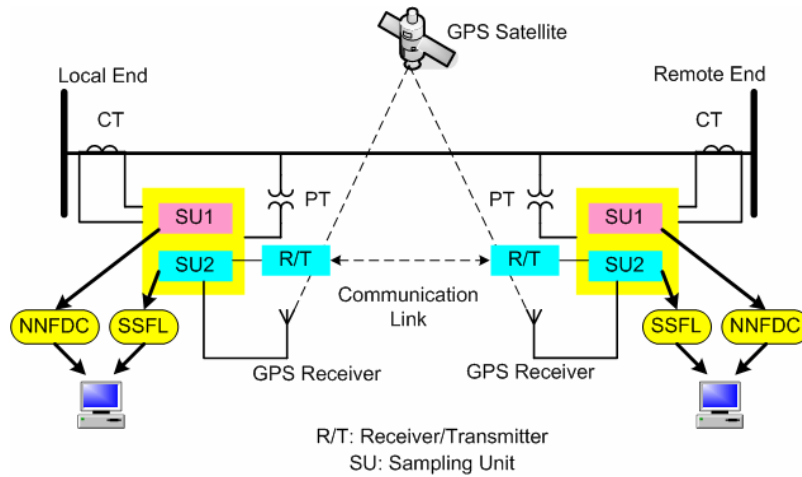 GPS Satellite
Local End
Remote End
CT
CT
PT
PT
SU1
SU1
SU2
R/T
R/T
SU2
Communication
Link
NNFDC
SSFL
SSFL
NNFDC
GPS Receiver
GPS Receiver
R/T: Receiver/Transmitter
SU: Sampling Unit